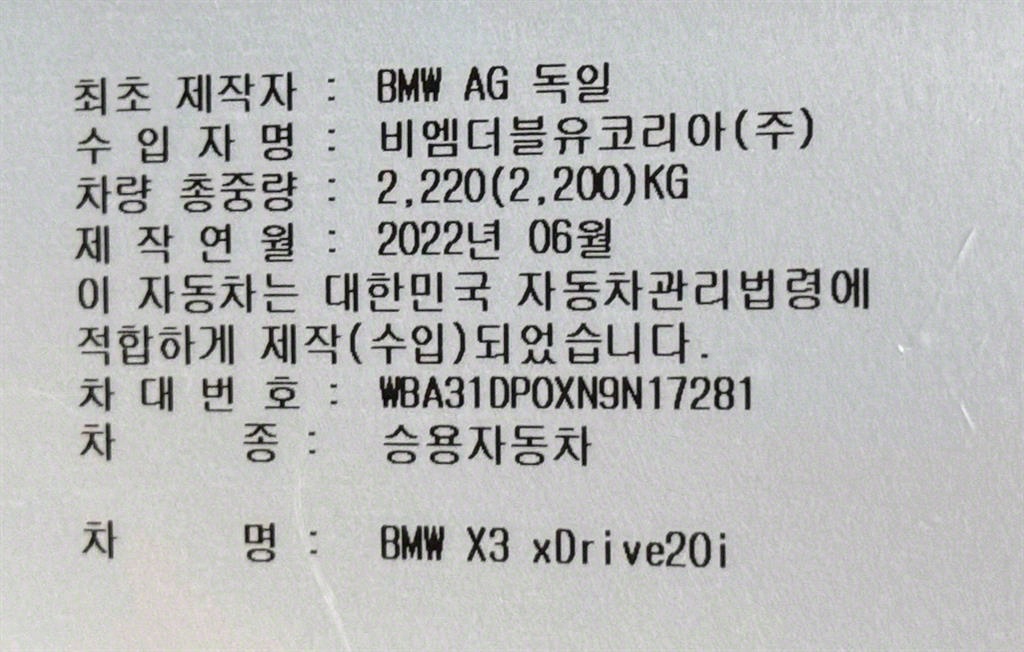 최초 제작자 : BMW AG 독일
수 입 자 명 : 비엠더블유코리아(주)
차량 총중량 : 2,220(2,200)KG
제 작 연 월 : 2022년 06월
이 자동차는 대한민국 자동차관리법령에
적합하게 제작(수입)되었습니다.
차 대 번 호 : WBA31DP0XN9N17281
차 종 : 승용자동차
차 명 : BMW X3 xDrive20i